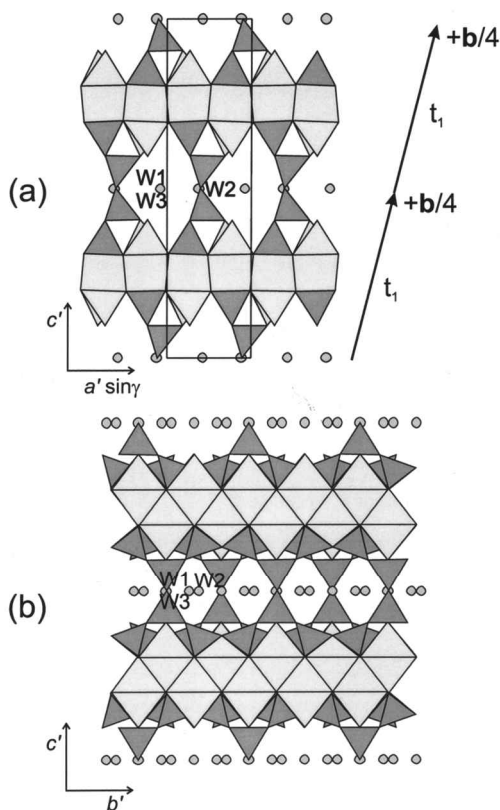 +b/4
t₁
(a)
W1
W3
W2
+b/4
t₁
c'
a' sinγ
(b)
W1 W2
W3
c'
b'